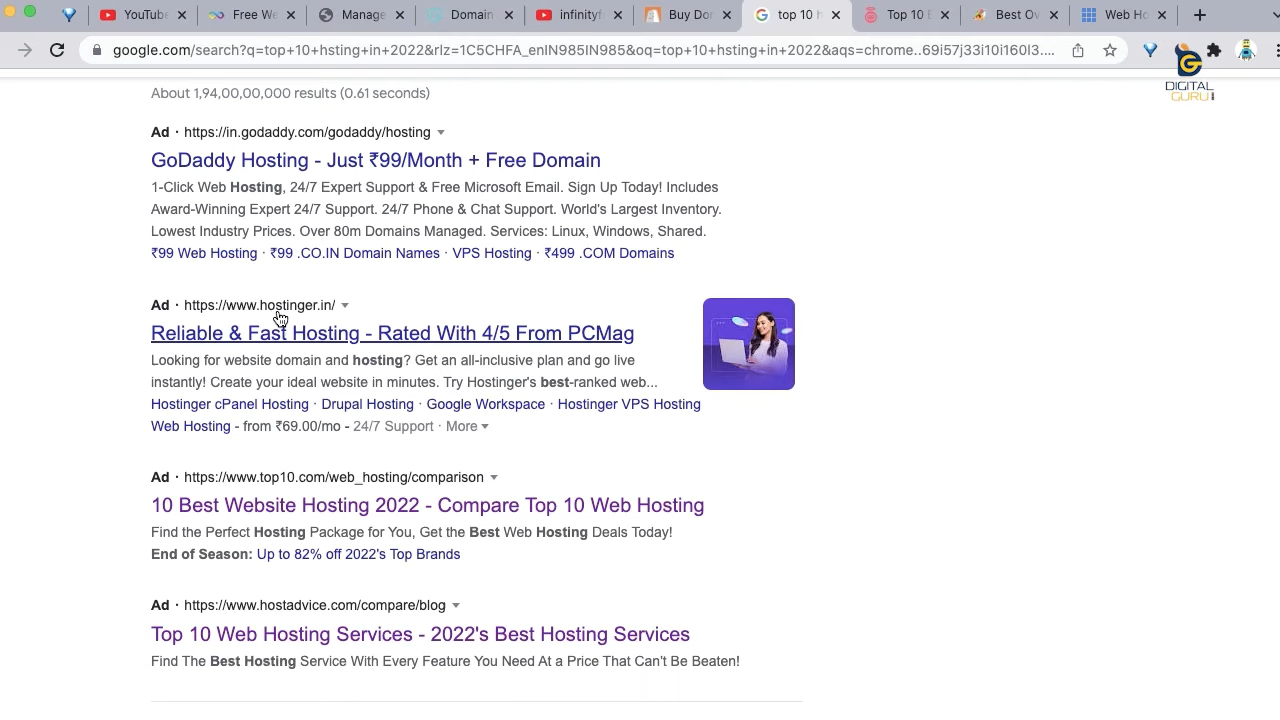 YouTube
Free We
Manage
Domain
infinityfr
Buy Dor
top 10 h
Top 10 B
Best Ov
Web Ho
google.com/search?q=top+10+hsting+in+2022&rlz=1C5CHFA_enIN985IN985&oq=top+10+hsting+in+2022&aqs=chrome..69i57j33i10i160l3....
DIGITAL
GURU
About 1,94,00,00,000 results (0.61 seconds)
Ad · https://in.godaddy.com/godaddy/hosting
GoDaddy Hosting - Just ₹99/Month + Free Domain
1-Click Web Hosting, 24/7 Expert Support & Free Microsoft Email. Sign Up Today! Includes
Award-Winning Expert 24/7 Support. 24/7 Phone & Chat Support. World's Largest Inventory.
Lowest Industry Prices. Over 80m Domains Managed. Services: Linux, Windows, Shared.
₹99 Web Hosting · ₹99 .CO.IN Domain Names · VPS Hosting · ₹499 .COM Domains
Ad · https://www.hostinger.in/
Reliable & Fast Hosting - Rated With 4/5 From PCMag
Looking for website domain and hosting? Get an all-inclusive plan and go live
instantly! Create your ideal website in minutes. Try Hostinger's best-ranked web...
Hostinger cPanel Hosting · Drupal Hosting · Google Workspace · Hostinger VPS Hosting
Web Hosting - from ₹69.00/mo - 24/7 Support · More
Ad · https://www.top10.com/web_hosting/comparison
10 Best Website Hosting 2022 - Compare Top 10 Web Hosting
Find the Perfect Hosting Package for You, Get the Best Web Hosting Deals Today!
End of Season: Up to 82% off 2022's Top Brands
Ad · https://www.hostadvice.com/compare/blog
Top 10 Web Hosting Services - 2022's Best Hosting Services
Find The Best Hosting Service With Every Feature You Need At a Price That Can't Be Beaten!